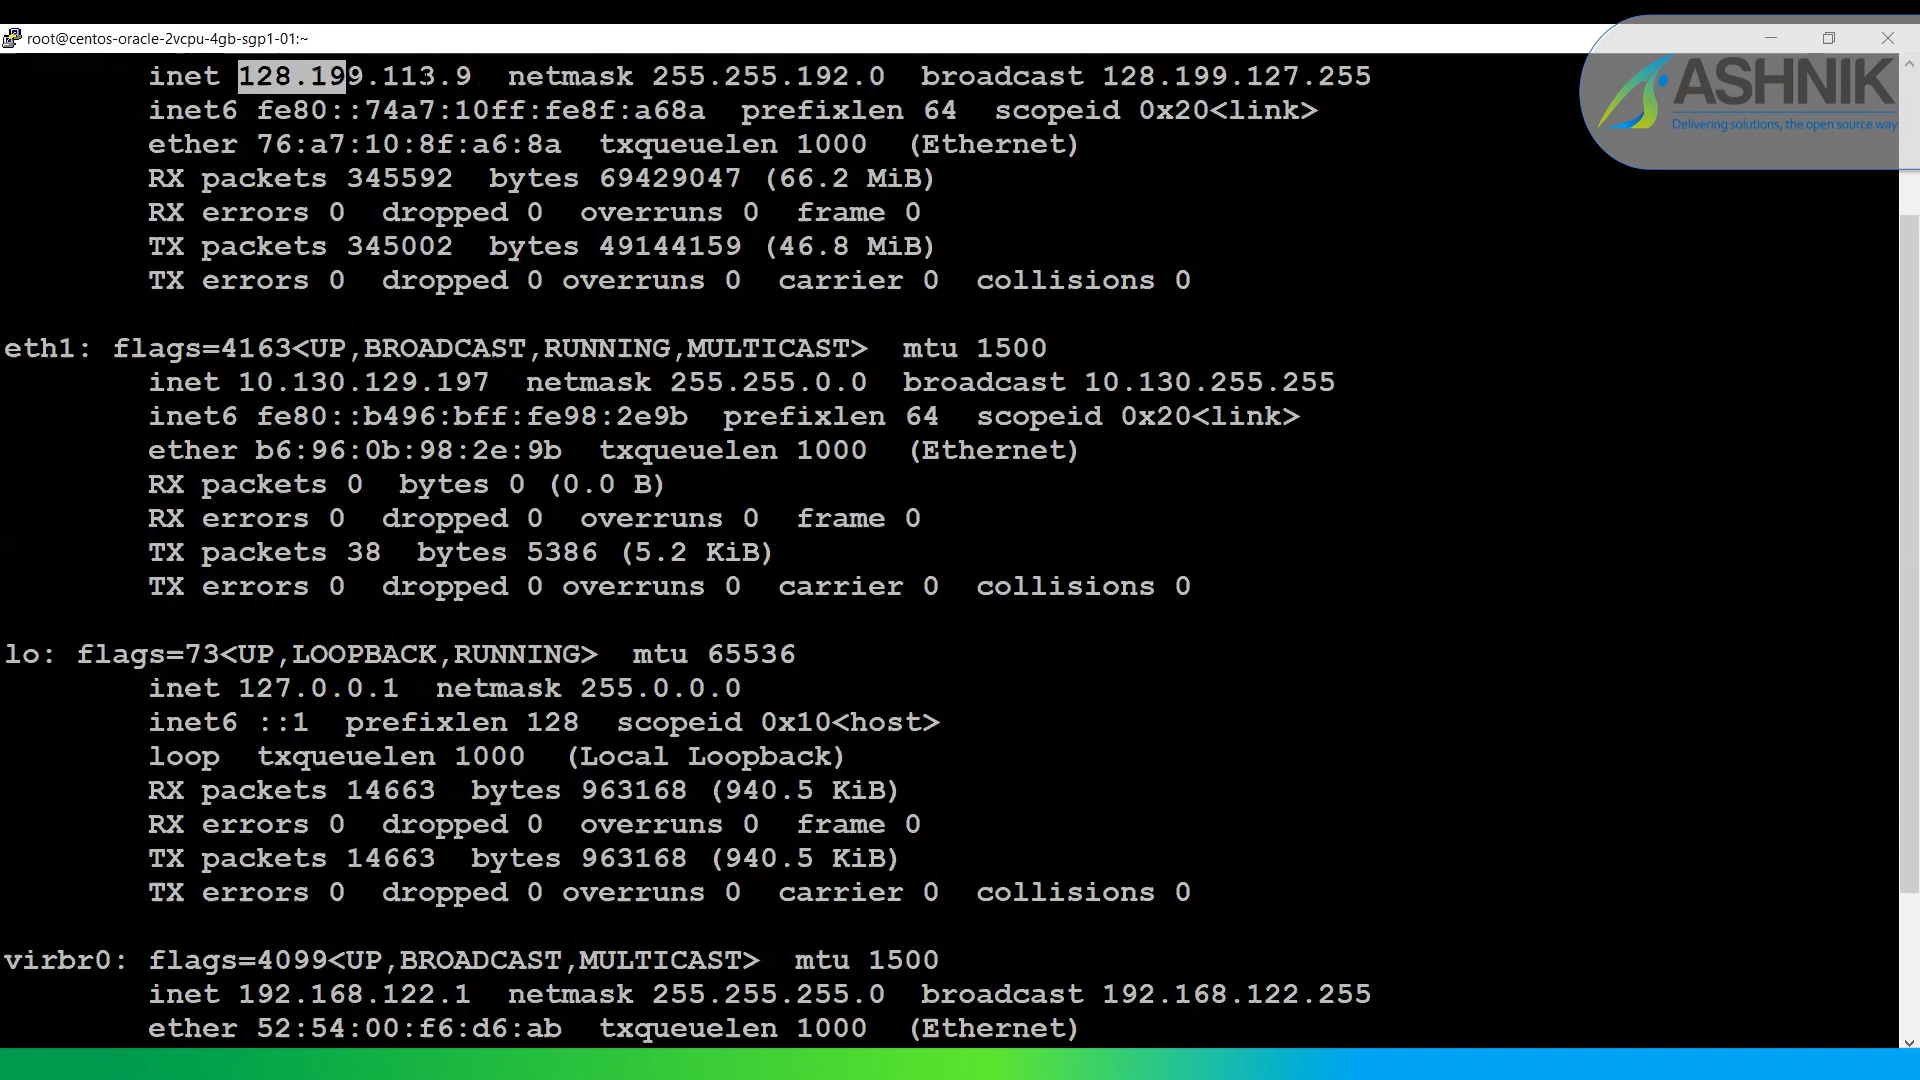 root@centos-oracle-2vcpu-4gb-sgp1-01:~
ASHNIK
Delivering solutions, the open source way
inet 128.199.113.9 netmask 255.255.192.0 broadcast 128.199.127.255
inet6 fe80::74a7:10ff:fe8f:a68a prefixlen 64 scopeid 0x20<link>
ether 76:a7:10:8f:a6:8a txqueuelen 1000 (Ethernet)
RX packets 345592 bytes 69429047 (66.2 MiB)
RX errors 0 dropped 0 overruns 0 frame 0
TX packets 345002 bytes 49144159 (46.8 MiB)
TX errors 0 dropped 0 overruns 0 carrier 0 collisions 0
eth1: flags=4163<UP,BROADCAST,RUNNING,MULTICAST> mtu 1500
inet 10.130.129.197 netmask 255.255.0.0 broadcast 10.130.255.255
inet6 fe80::b496:bff:fe98:2e9b prefixlen 64 scopeid 0x20<link>
ether b6:96:0b:98:2e:9b txqueuelen 1000 (Ethernet)
RX packets 0 bytes 0 (0.0 B)
RX errors 0 dropped 0 overruns 0 frame 0
TX packets 38 bytes 5386 (5.2 KiB)
TX errors 0 dropped 0 overruns 0 carrier 0 collisions 0
lo: flags=73<UP,LOOPBACK,RUNNING> mtu 65536
inet 127.0.0.1 netmask 255.0.0.0
inet6 ::1 prefixlen 128 scopeid 0x10<host>
loop txqueuelen 1000 (Local Loopback)
RX packets 14663 bytes 963168 (940.5 KiB)
RX errors 0 dropped 0 overruns 0 frame 0
TX packets 14663 bytes 963168 (940.5 KiB)
TX errors 0 dropped 0 overruns 0 carrier 0 collisions 0
virbr0: flags=4099<UP,BROADCAST,MULTICAST> mtu 1500
inet 192.168.122.1 netmask 255.255.255.0 broadcast 192.168.122.255
ether 52:54:00:f6:d6:ab txqueuelen 1000 (Ethernet)